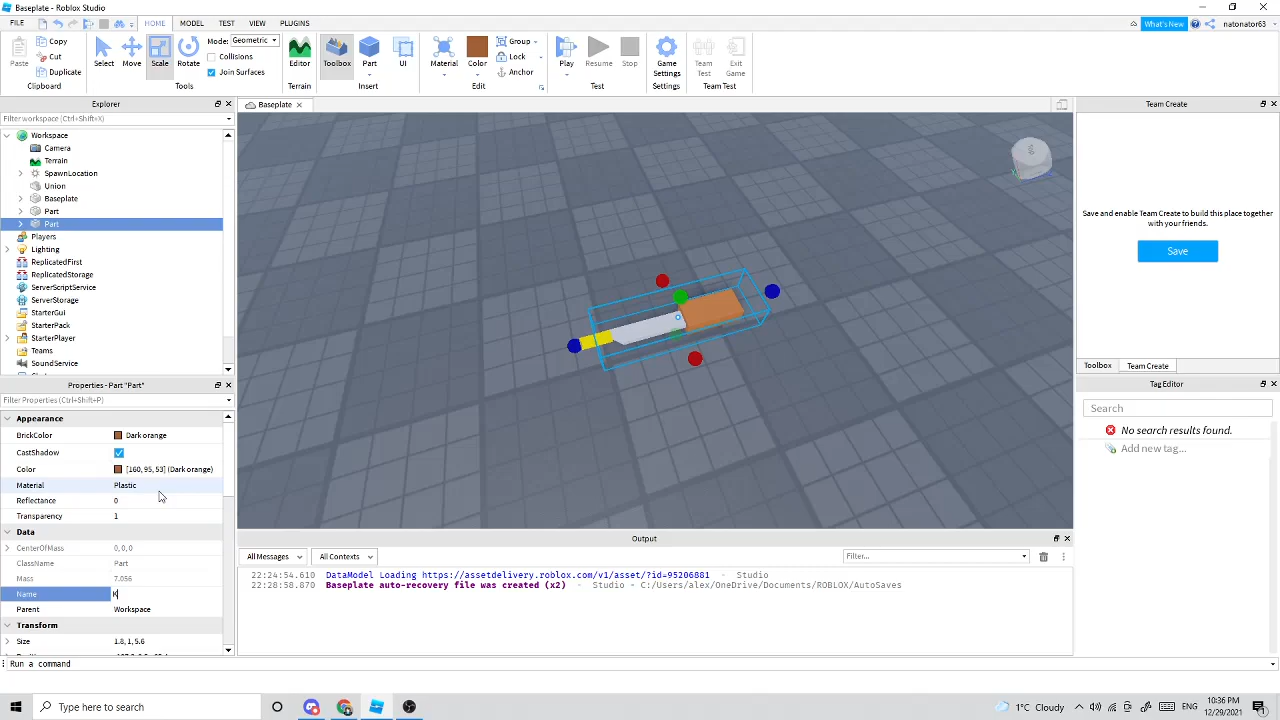 Baseplate - Roblox Studio
FILE HOME MODEL TEST VIEW PLUGINS What's New natonator63
Paste Copy Cut Duplicate Clipboard
Select Move Scale Rotate Mode: Geometric Collisions Join Surfaces Tools
Editor Terrain
Toolbox Part UI Insert
Material Color Group Lock Anchor Edit
Play Resume Stop Test
Game Settings Settings
Team Test Exit Game Team Test
Explorer
Filter workspace (Ctrl+Shift+X)
Workspace
Camera
Terrain
SpawnLocation
Union
Baseplate
Part
Part
Players
Lighting
ReplicatedFirst
ReplicatedStorage
ServerScriptService
ServerStorage
StarterGui
StarterPack
StarterPlayer
Teams
SoundService
Properties - Part "Part"
Filter Properties (Ctrl+Shift+P)
Appearance
BrickColor Dark orange
CastShadow
Color [160, 95, 53] (Dark orange)
Material Plastic
Reflectance 0
Transparency 1
Data
CenterOfMass 0, 0, 0
ClassName Part
Mass 7.056
Name K
Parent Workspace
Transform
Size 1.8, 1, 5.6
Run a command
Baseplate
S
Output
All Messages All Contexts Filter...
22:24:54.610 DataModel Loading https://assetdelivery.roblox.com/v1/asset/?id=95206881 - Studio
22:28:58.870 Baseplate auto-recovery file was created (x2) - Studio - C:/Users/alex/OneDrive/Documents/ROBLOX/AutoSaves
Team Create
Save and enable Team Create to build this place together
with your friends.
Save
Toolbox Team Create
Tag Editor
Search
No search results found.
Add new tag...
Type here to search
1°C Cloudy ENG 10:36 PM
12/29/2021